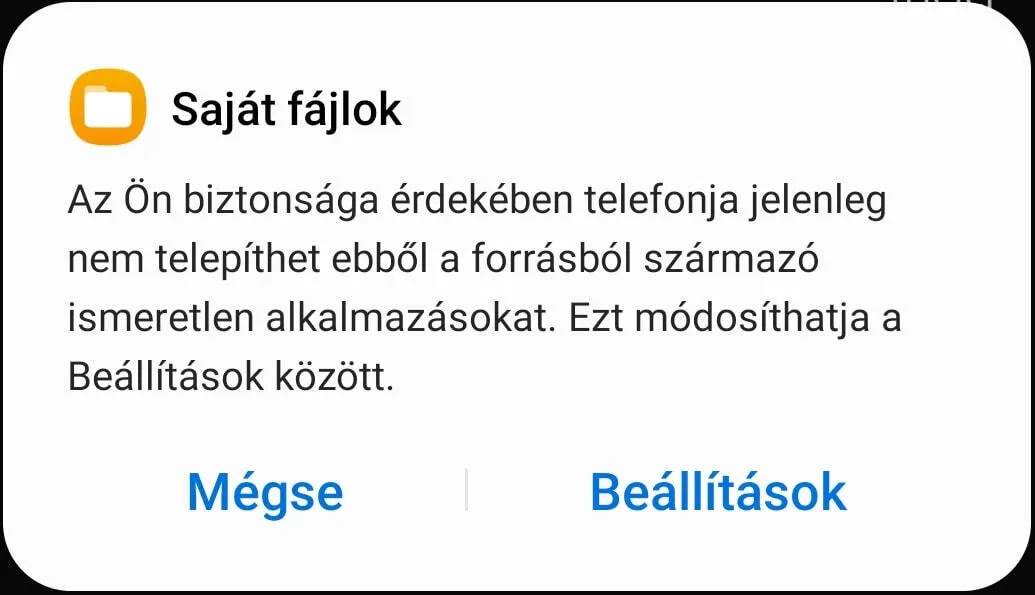 Saját fájlok
Az Ön biztonsága érdekében telefonja jelenleg
nem telepíthet ebből a forrásból származó
ismeretlen alkalmazásokat. Ezt módosíthatja a
Beállítások között.
Mégse
Beállítások